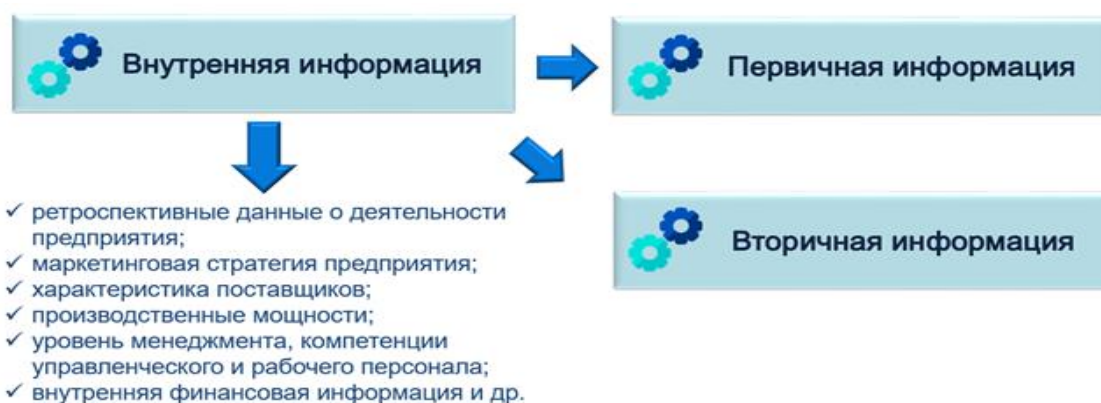 Внутренняя информация
Первичная информация
Вторичная информация
✓ ретроспективные данные о деятельности
предприятия;
✓ маркетинговая стратегия предприятия;
✓ характеристика поставщиков;
✓ производственные мощности;
✓ уровень менеджмента, компетенции
управленческого и рабочего персонала;
✓ внутренняя финансовая информация и др.